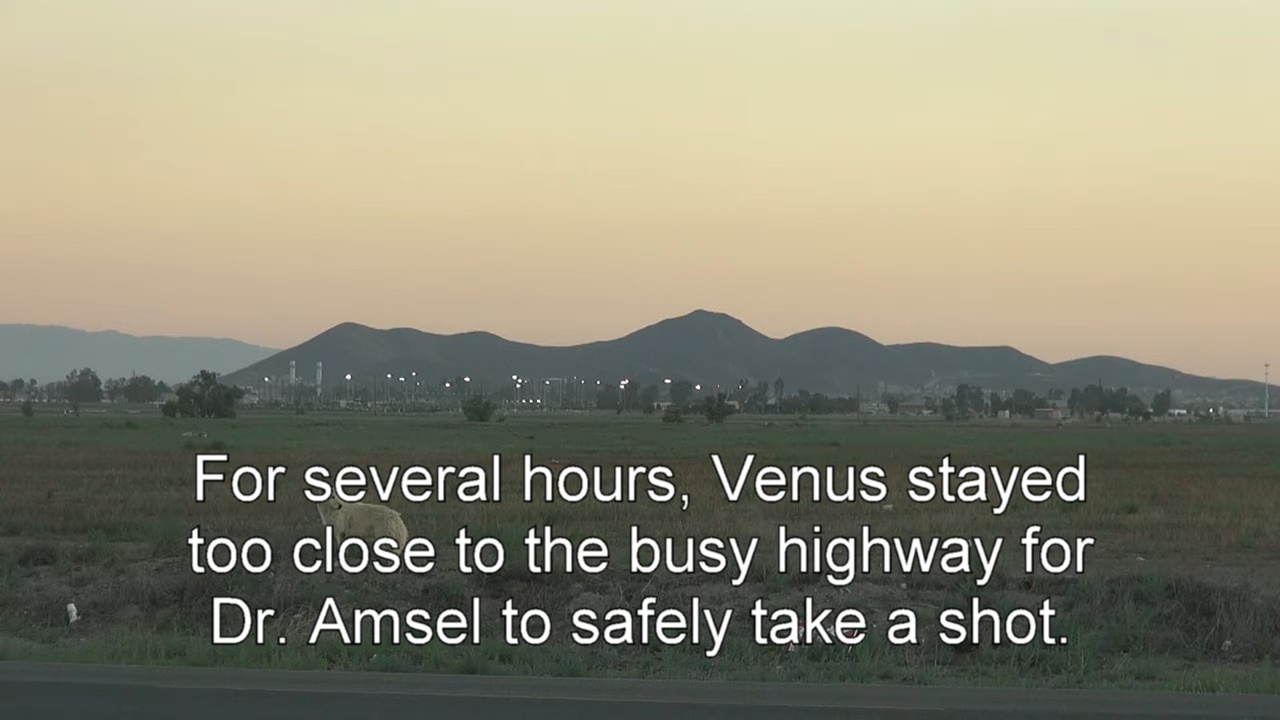 For several hours, Venus stayed
too close to the busy highway for
Dr. Amsel to safely take a shot.